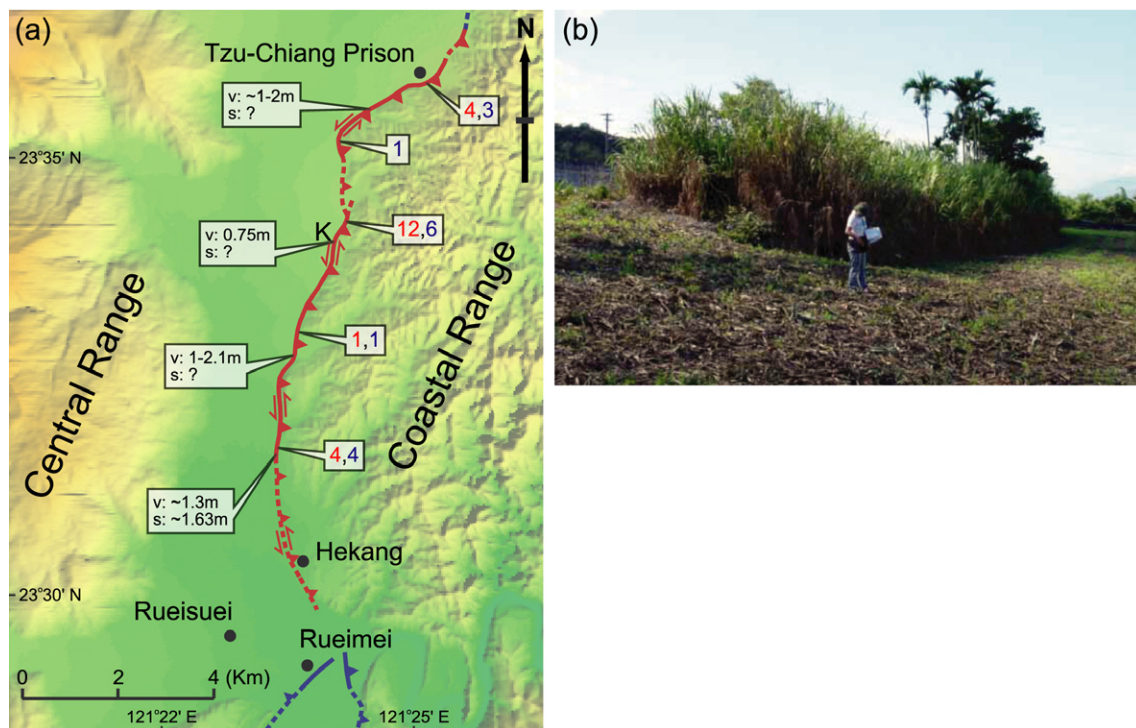 (a)
N
Tzu-Chiang Prison
v: ~1-2m
s: ?
4,3
23°35' N
1
K
12,6
v: 0.75m
s: ?
Central Range
Coastal Range
1,1
v: 1-2.1m
s: ?
4,4
v: ~1.3m
s: ~1.63m
Hekang
23°30' N
Rueisuei
Rueimei
0 2 4 (Km)
121°22' E 121°25' E
(b)